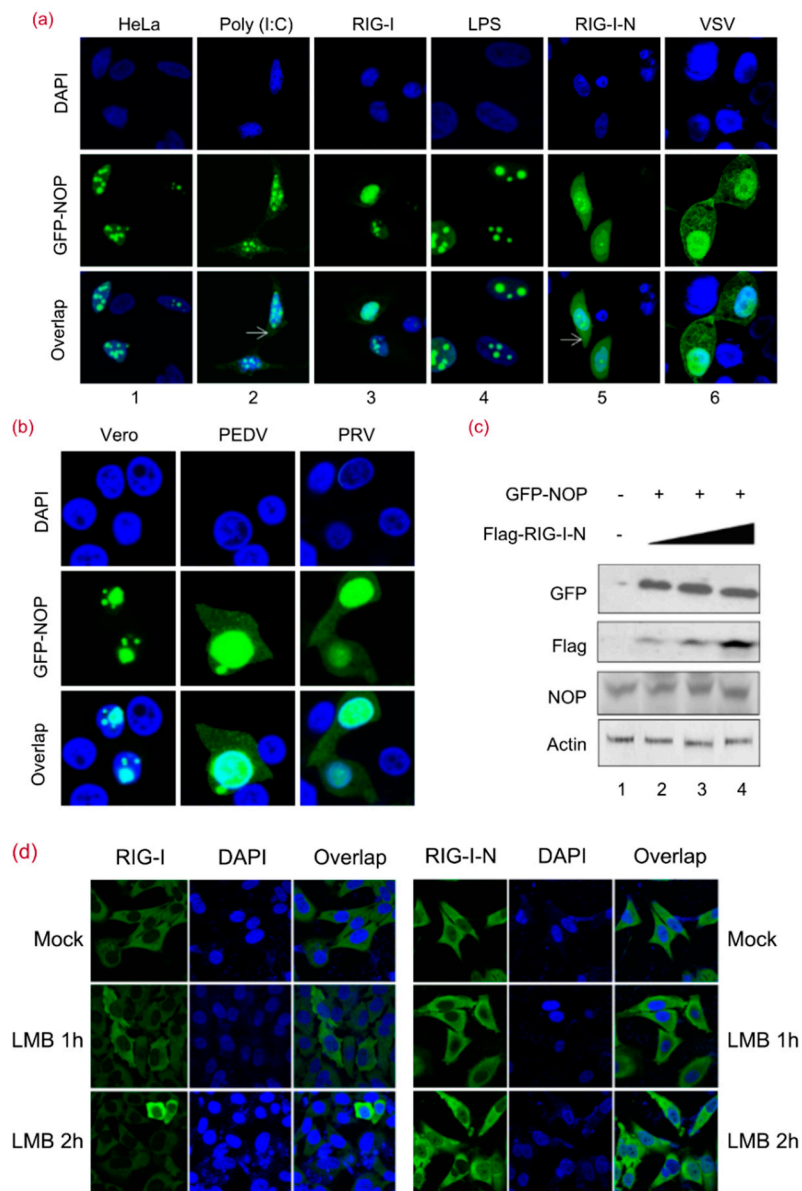 (a)
HeLa Poly (I:C) RIG-I LPS RIG-I-N VSV
DAPI
GFP-NOP
Overlap
1 2 3 4 5 6
(b)
Vero PEDV PRV
DAPI
GFP-NOP
Overlap
(c)
GFP-NOP - + + +
Flag-RIG-I-N -
GFP
Flag
NOP
Actin
1 2 3 4
(d)
RIG-I DAPI Overlap RIG-I-N DAPI Overlap
Mock Mock
LMB 1h LMB 1h
LMB 2h LMB 2h